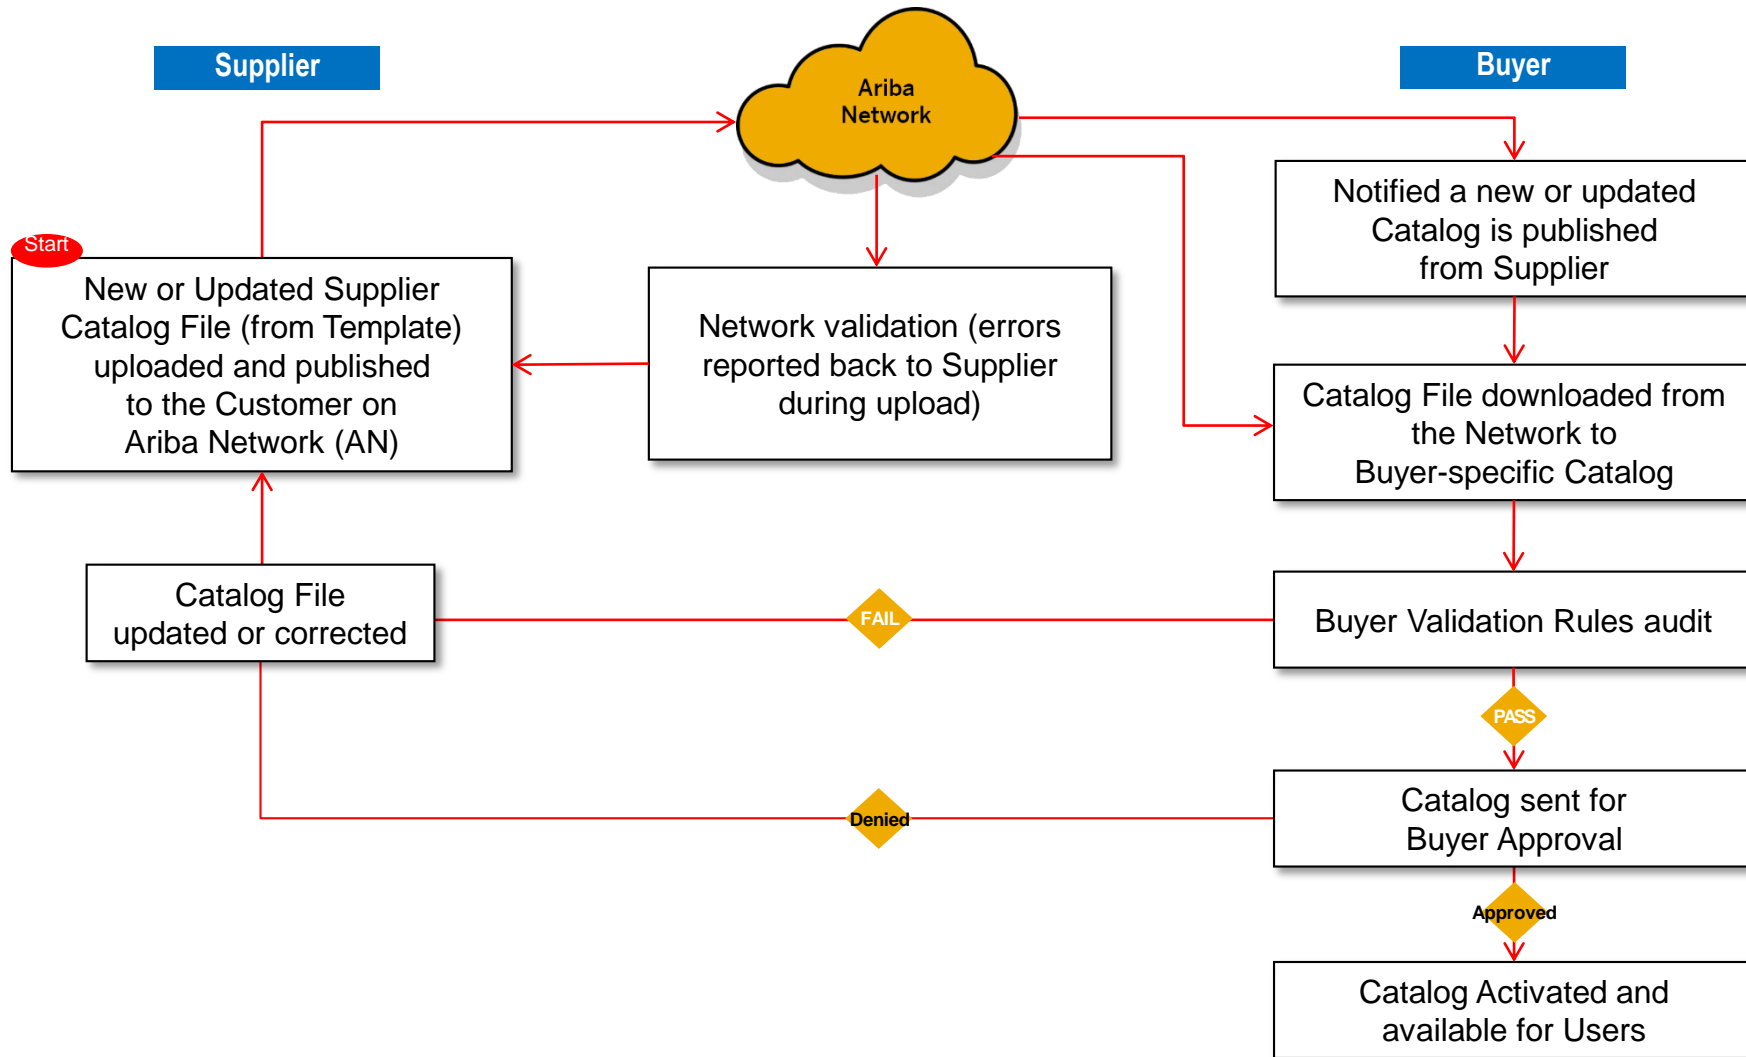 Supplier
Ariba
Network
Buyer
Start
New or Updated Supplier
Catalog File (from Template)
uploaded and published
to the Customer on
Ariba Network (AN)
Network validation (errors
reported back to Supplier
during upload)
Notified a new or updated
Catalog is published
from Supplier
Catalog File downloaded from
the Network to
Buyer-specific Catalog
Catalog File
updated or corrected
FAIL
Buyer Validation Rules audit
PASS
Denied
Catalog sent for
Buyer Approval
Approved
Catalog Activated and
available for Users